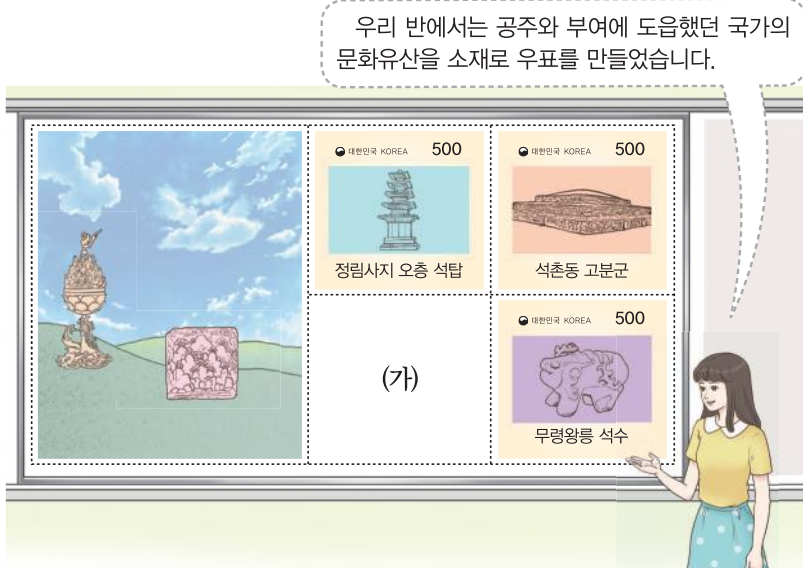 우리 반에서는 공주와 부여에 도읍했던 국가의
문화유산을 소재로 우표를 만들었습니다.
대한민국 KOREA 500
정림사지 오층 석탑
대한민국 KOREA 500
석촌동 고분군
(가)
대한민국 KOREA 500
무령왕릉 석수